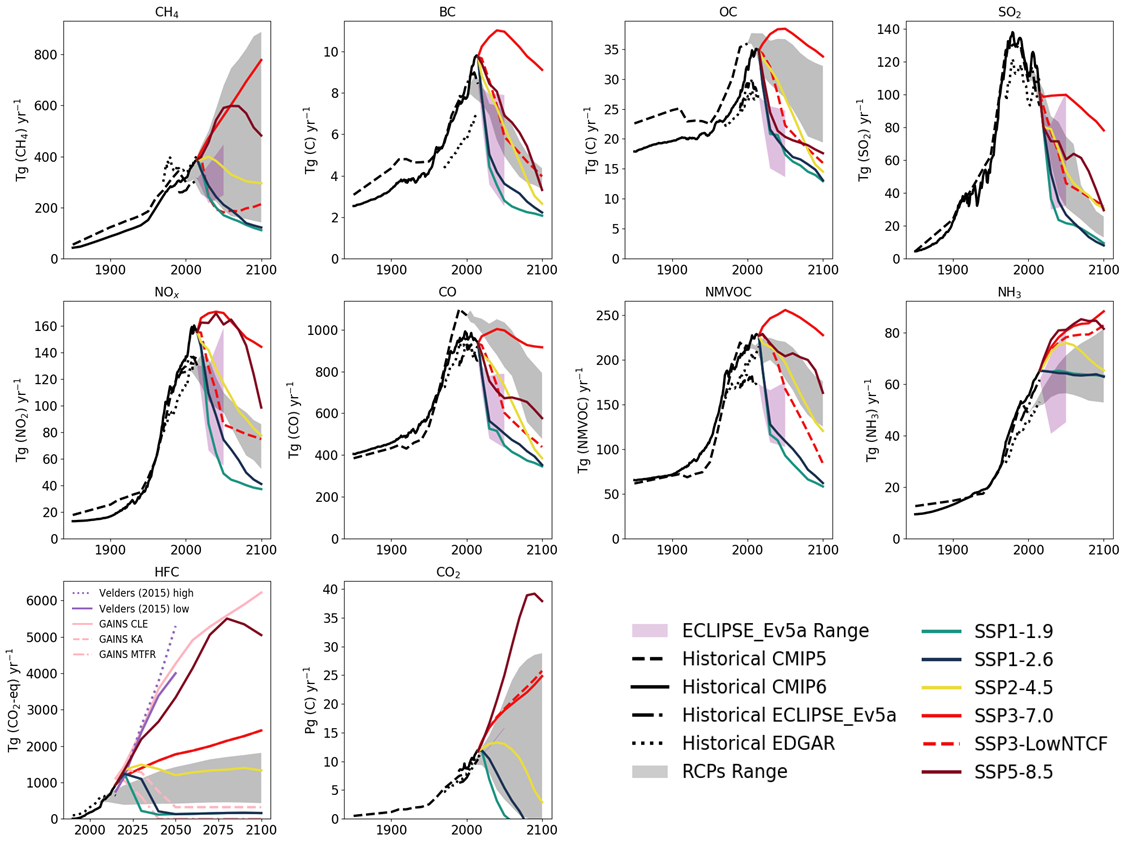 CH₄
Tg (CH₄) yr⁻¹
800
600
400
200
0
1900 2000 2100
BC
Tg (C) yr⁻¹
10
8
6
4
2
0
1900 2000 2100
OC
Tg (C) yr⁻¹
35
30
25
20
15
10
5
0
1900 2000 2100
SO₂
Tg (SO₂) yr⁻¹
140
120
100
80
60
40
20
0
1900 2000 2100
NOₓ
Tg (NO₂) yr⁻¹
160
140
120
100
80
60
40
20
0
1900 2000 2100
CO
Tg (CO) yr⁻¹
1000
800
600
400
200
0
1900 2000 2100
NMVOC
Tg (NMVOC) yr⁻¹
250
200
150
100
50
0
1900 2000 2100
NH₃
Tg (NH₃) yr⁻¹
80
60
40
20
0
1900 2000 2100
HFC
Tg (CO₂-eq) yr⁻¹
6000
5000
4000
3000
2000
1000
0
Velders (2015) high
Velders (2015) low
GAINS CLE
GAINS KA
GAINS MTFR
2000 2025 2050 2075 2100
CO₂
Pg (C) yr⁻¹
40
35
30
25
20
15
10
5
0
1900 2000 2100
ECLIPSE_Ev5a Range
Historical CMIP5
Historical CMIP6
Historical ECLIPSE_Ev5a
Historical EDGAR
RCPs Range
SSP1-1.9
SSP1-2.6
SSP2-4.5
SSP3-7.0
SSP3-LowNTCF
SSP5-8.5